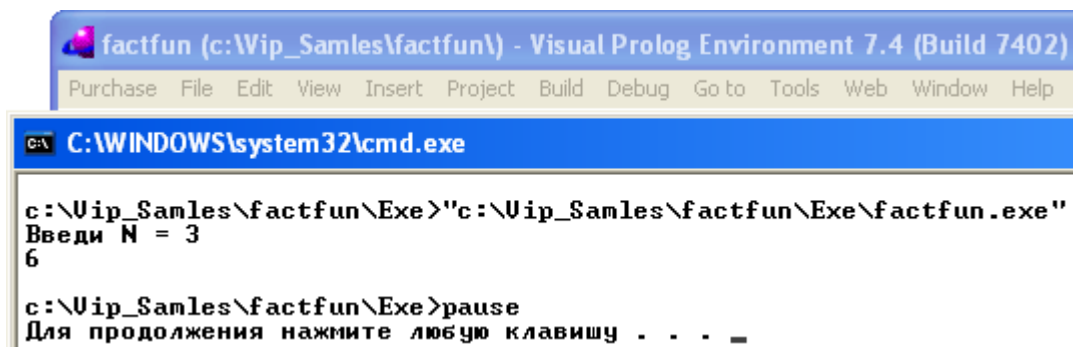 factfun (c:\Vip_Samles\factfun\) - Visual Prolog Environment 7.4 (Build 7402)
Purchase File Edit View Insert Project Build Debug Go to Tools Web Window Help
C:\WINDOWS\system32\cmd.exe
c:\Vip_Samles\factfun\Exe>"c:\Vip_Samles\factfun\Exe\factfun.exe"
Введи N = 3
6
c:\Vip_Samles\factfun\Exe>pause
Для продолжения нажмите любую клавишу . . . _